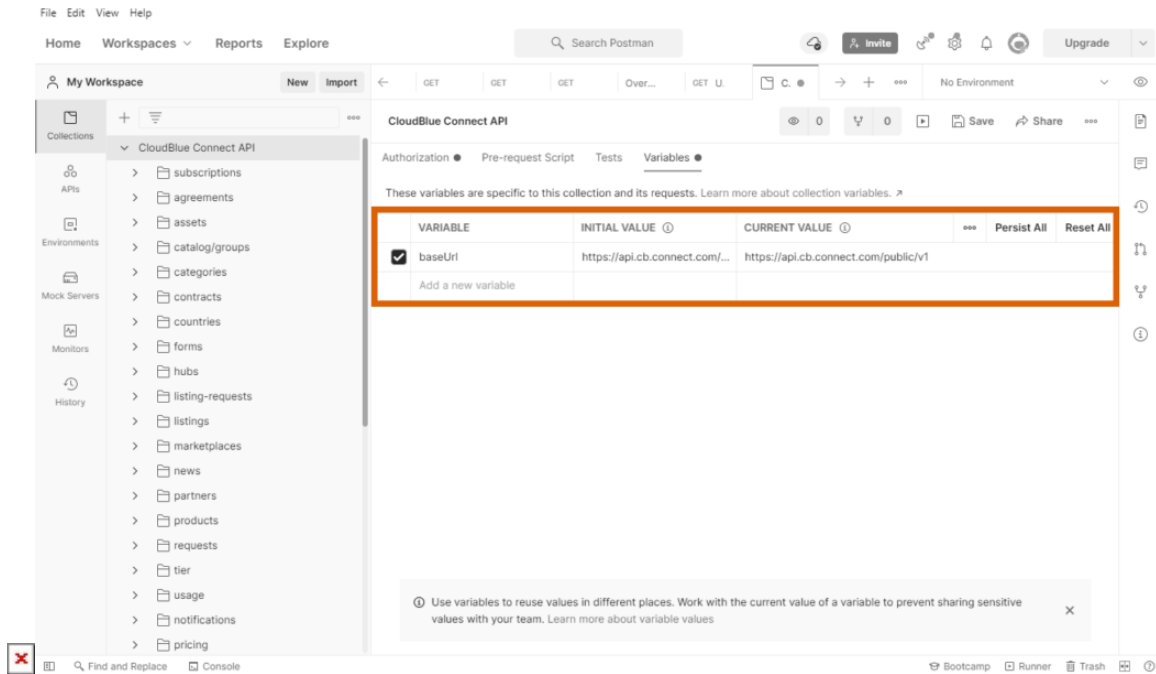 File Edit View Help
Home Workspaces Reports Explore Search Postman Invite Upgrade
My Workspace New Import GET GET GET Over... GET U. C. No Environment
Collections
APIs
Environments
Mock Servers
Monitors
History
CloudBlue Connect API
subscriptions
agreements
assets
catalog/groups
categories
contracts
countries
forms
hubs
listing-requests
listings
marketplaces
news
partners
products
requests
tier
usage
notifications
pricing
CloudBlue Connect API 0 0 Save Share
Authorization Pre-request Script Tests Variables
These variables are specific to this collection and its requests. Learn more about collection variables.
VARIABLE INITIAL VALUE CURRENT VALUE Persist All Reset All
baseUrl https://api.cb.connect.com/... https://api.cb.connect.com/public/v1
Add a new variable
Use variables to reuse values in different places. Work with the current value of a variable to prevent sharing sensitive
values with your team. Learn more about variable values
Find and Replace Console Bootcamp Runner Trash